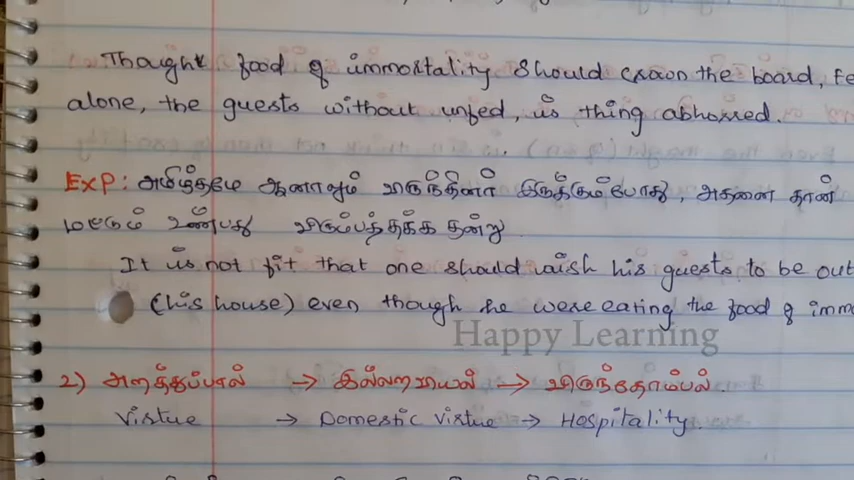 Thought food of immortality should crown the board, Fe
alone, the guests without unfed, is thing abhorred.
Exp: அமிழ்தமே ஆனாலும் விருந்தினர் இருக்கும்போது, அதனை தான்
மட்டும் உண்பது விரும்பத்தக்க தன்று.
It is not fit that one should wish his guests to be out
(his house) even though he were eating the food of immo
Happy Learning
2) அறத்துப்பால் → இல்லறவியல் → விருந்தோம்பல்.
Virtue → Domestic virtue → Hospitality.